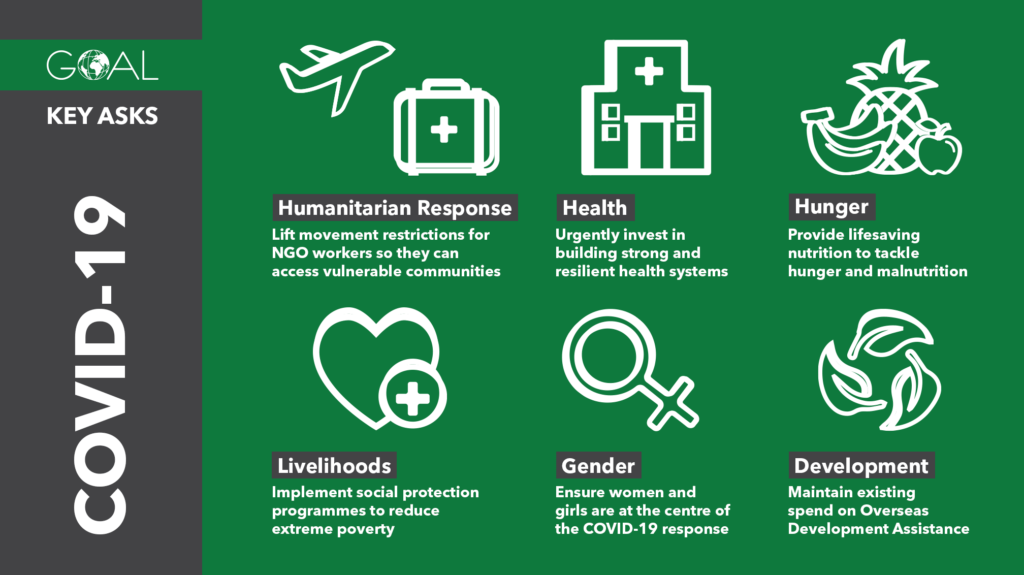 GOAL
KEY ASKS
COVID-19
Humanitarian Response
Lift movement restrictions for
NGO workers so they can
access vulnerable communities
Health
Urgently invest in
building strong and
resilient health systems
Hunger
Provide lifesaving
nutrition to tackle
hunger and malnutrition
Livelihoods
Implement social protection
programmes to reduce
extreme poverty
Gender
Ensure women and
girls are at the centre of
the COVID-19 response
Development
Maintain existing
spend on Overseas
Development Assistance